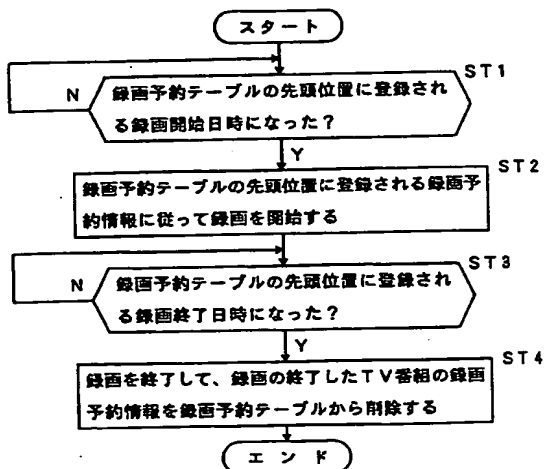 スタート
ST1
N
録画予約テーブルの先頭位置に登録され
る録画開始日時になった?
Y
ST2
録画予約テーブルの先頭位置に登録される録画予
約情報に従って録画を開始する
ST3
N
録画予約テーブルの先頭位置に登録され
る録画終了日時になった?
Y
ST4
録画を終了して、録画の終了したTV番組の録画
予約情報を録画予約テーブルから削除する
エンド